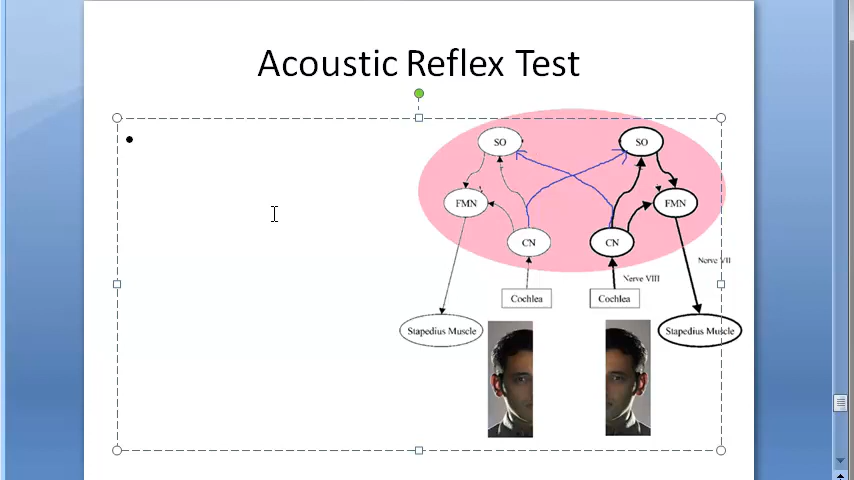 Acoustic Reflex Test
SO SO
FMN FMN
CN CN
Nerve VII
Nerve VIII
Cochlea Cochlea
Stapedius Muscle Stapedius Muscle